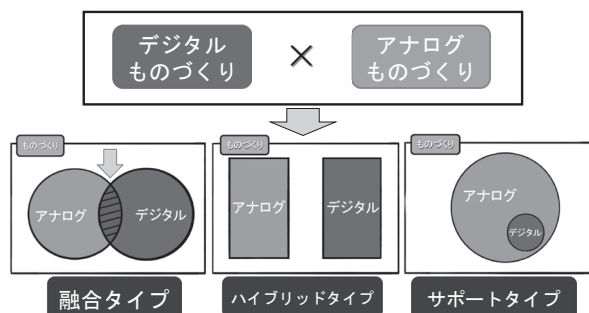 デジタル
ものづくり
×
アナログ
ものづくり
ものづくり
アナログ
デジタル
融合タイプ
ものづくり
アナログ
デジタル
ハイブリッドタイプ
ものづくり
アナログ
デジタル
サポートタイプ